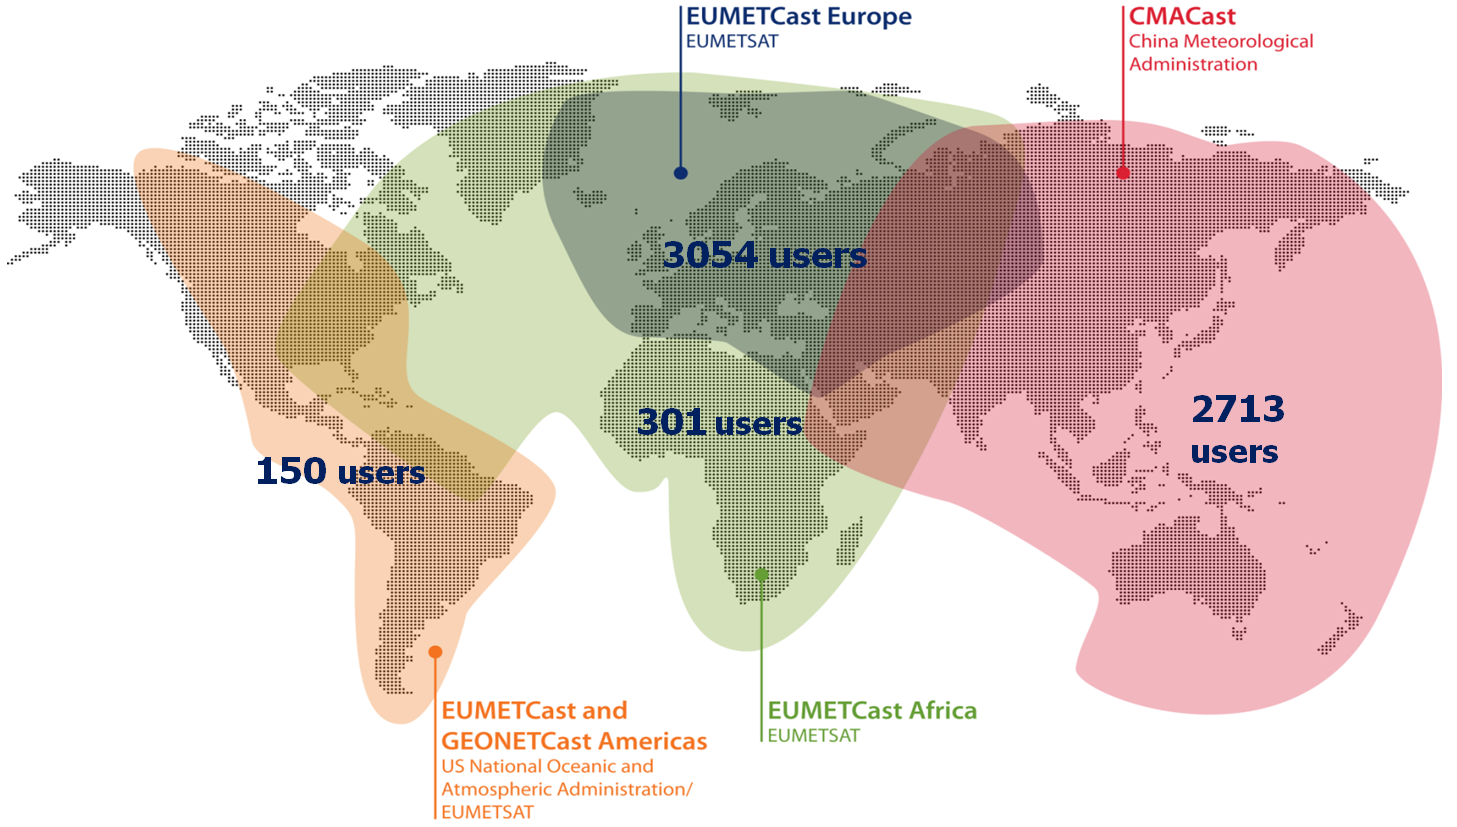 EUMETCast Europe
EUMETSAT
CMACast
China Meteorological
Administration
3054 users
301 users
2713
users
150 users
EUMETCast and
GEONETCast Americas
US National Oceanic and
Atmospheric Administration/
EUMETSAT
EUMETCast Africa
EUMETSAT